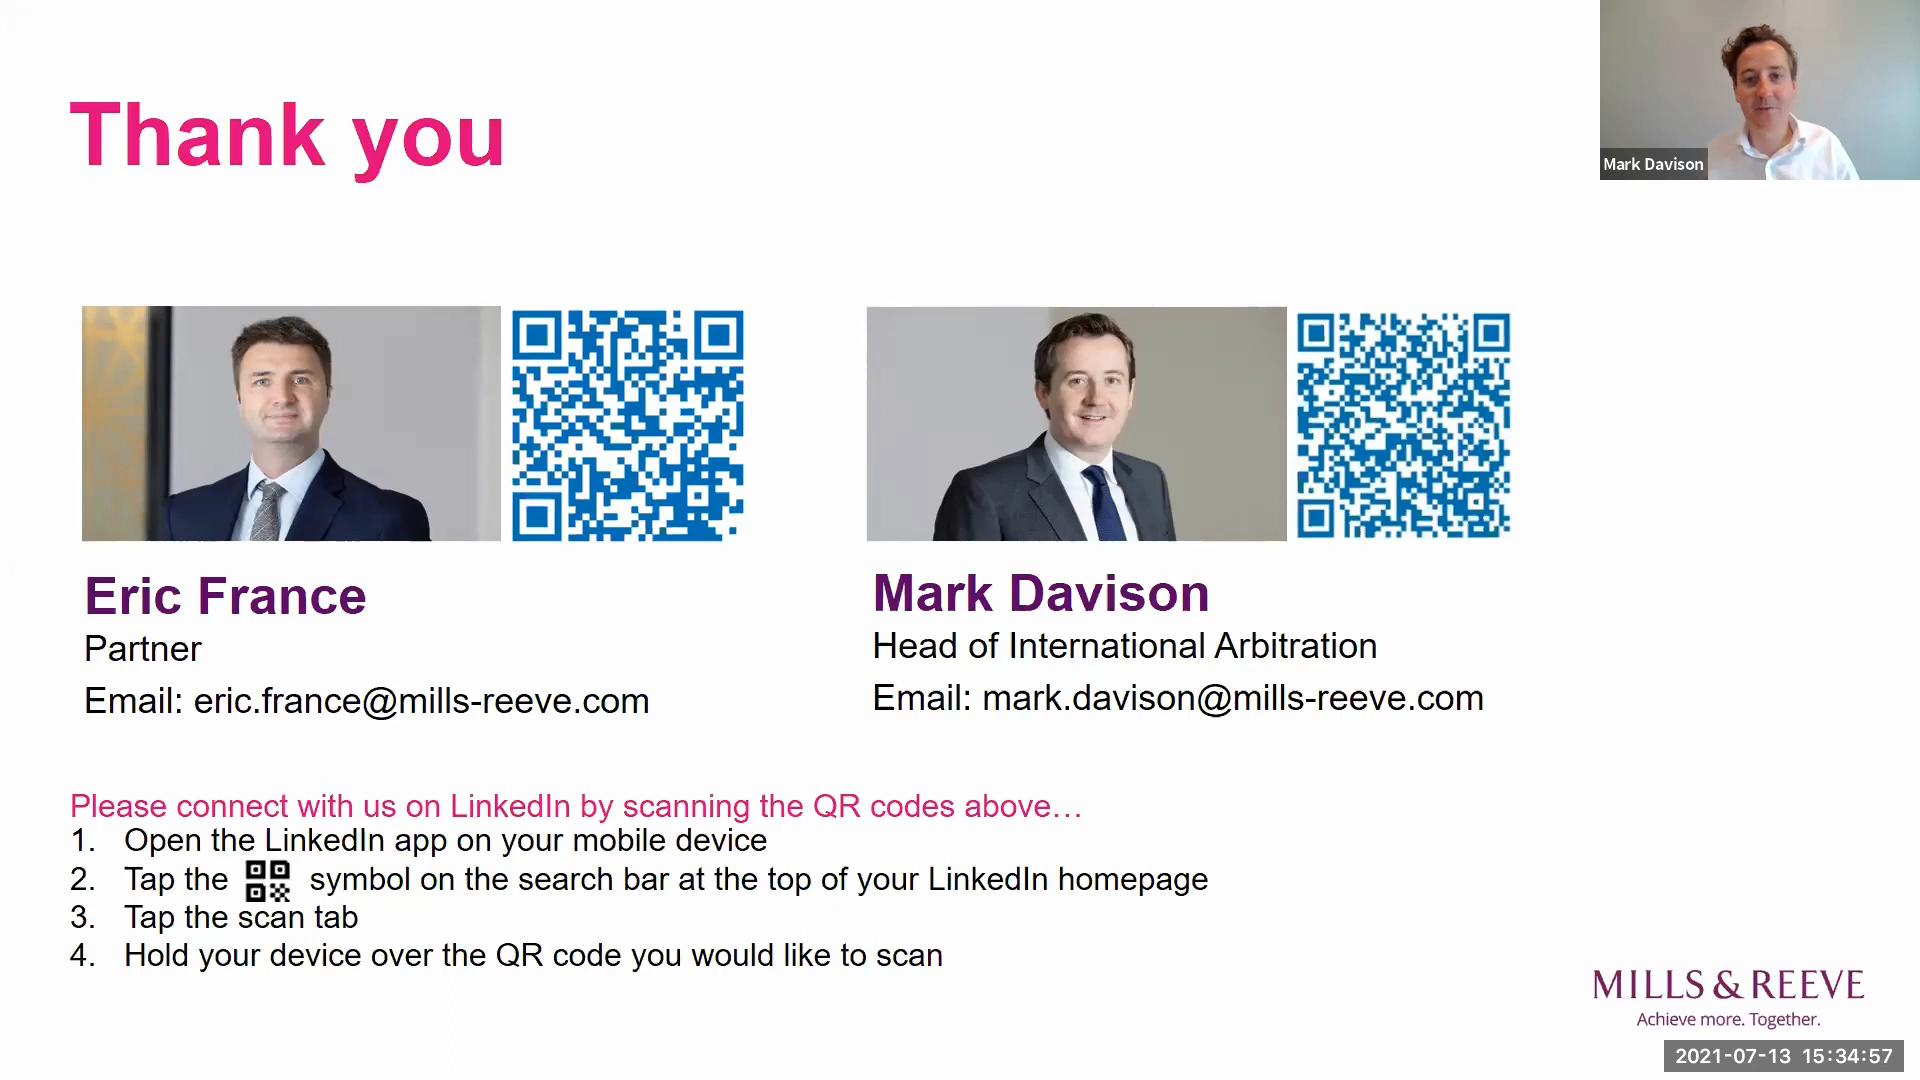 Thank you
Mark Davison
Eric France
Partner
Email: eric.france@mills-reeve.com
Mark Davison
Head of International Arbitration
Email: mark.davison@mills-reeve.com
Please connect with us on LinkedIn by scanning the QR codes above…
1. Open the LinkedIn app on your mobile device
2. Tap the symbol on the search bar at the top of your LinkedIn homepage
3. Tap the scan tab
4. Hold your device over the QR code you would like to scan
MILLS & REEVE
Achieve more. Together.
2021-07-13 15:34:57